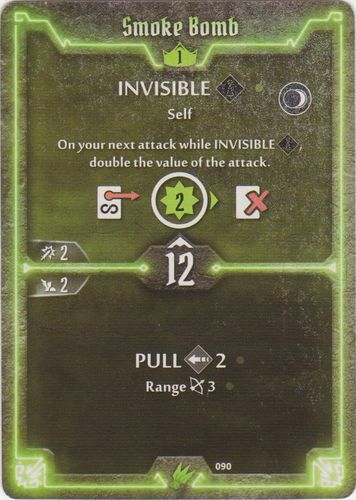 Smoke Bomb
1
INVISIBLE
Self
On your next attack while INVISIBLE ,
double the value of the attack.
S 2
2
12
2
PULL 2
Range 3
090